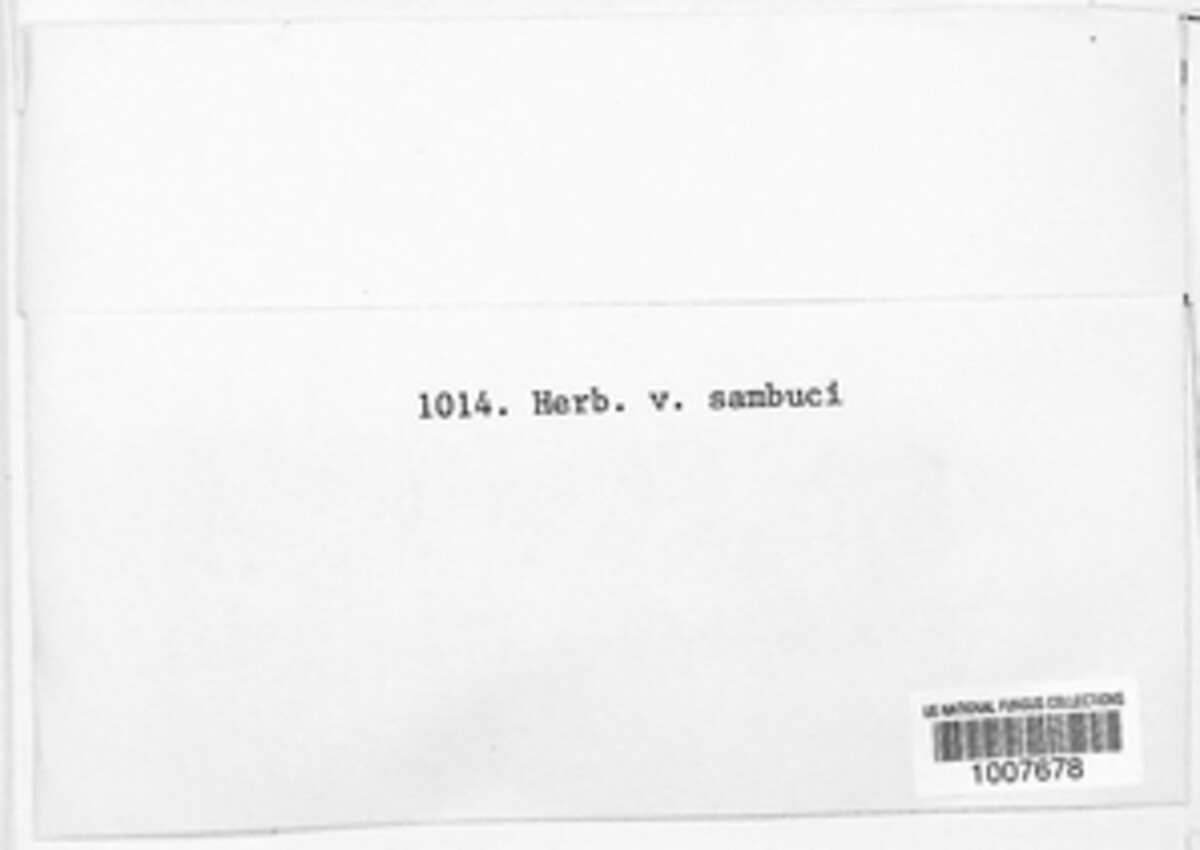 1014. Herb. v. sambuci
US NATIONAL FUNGUS COLLECTIONS
1007678